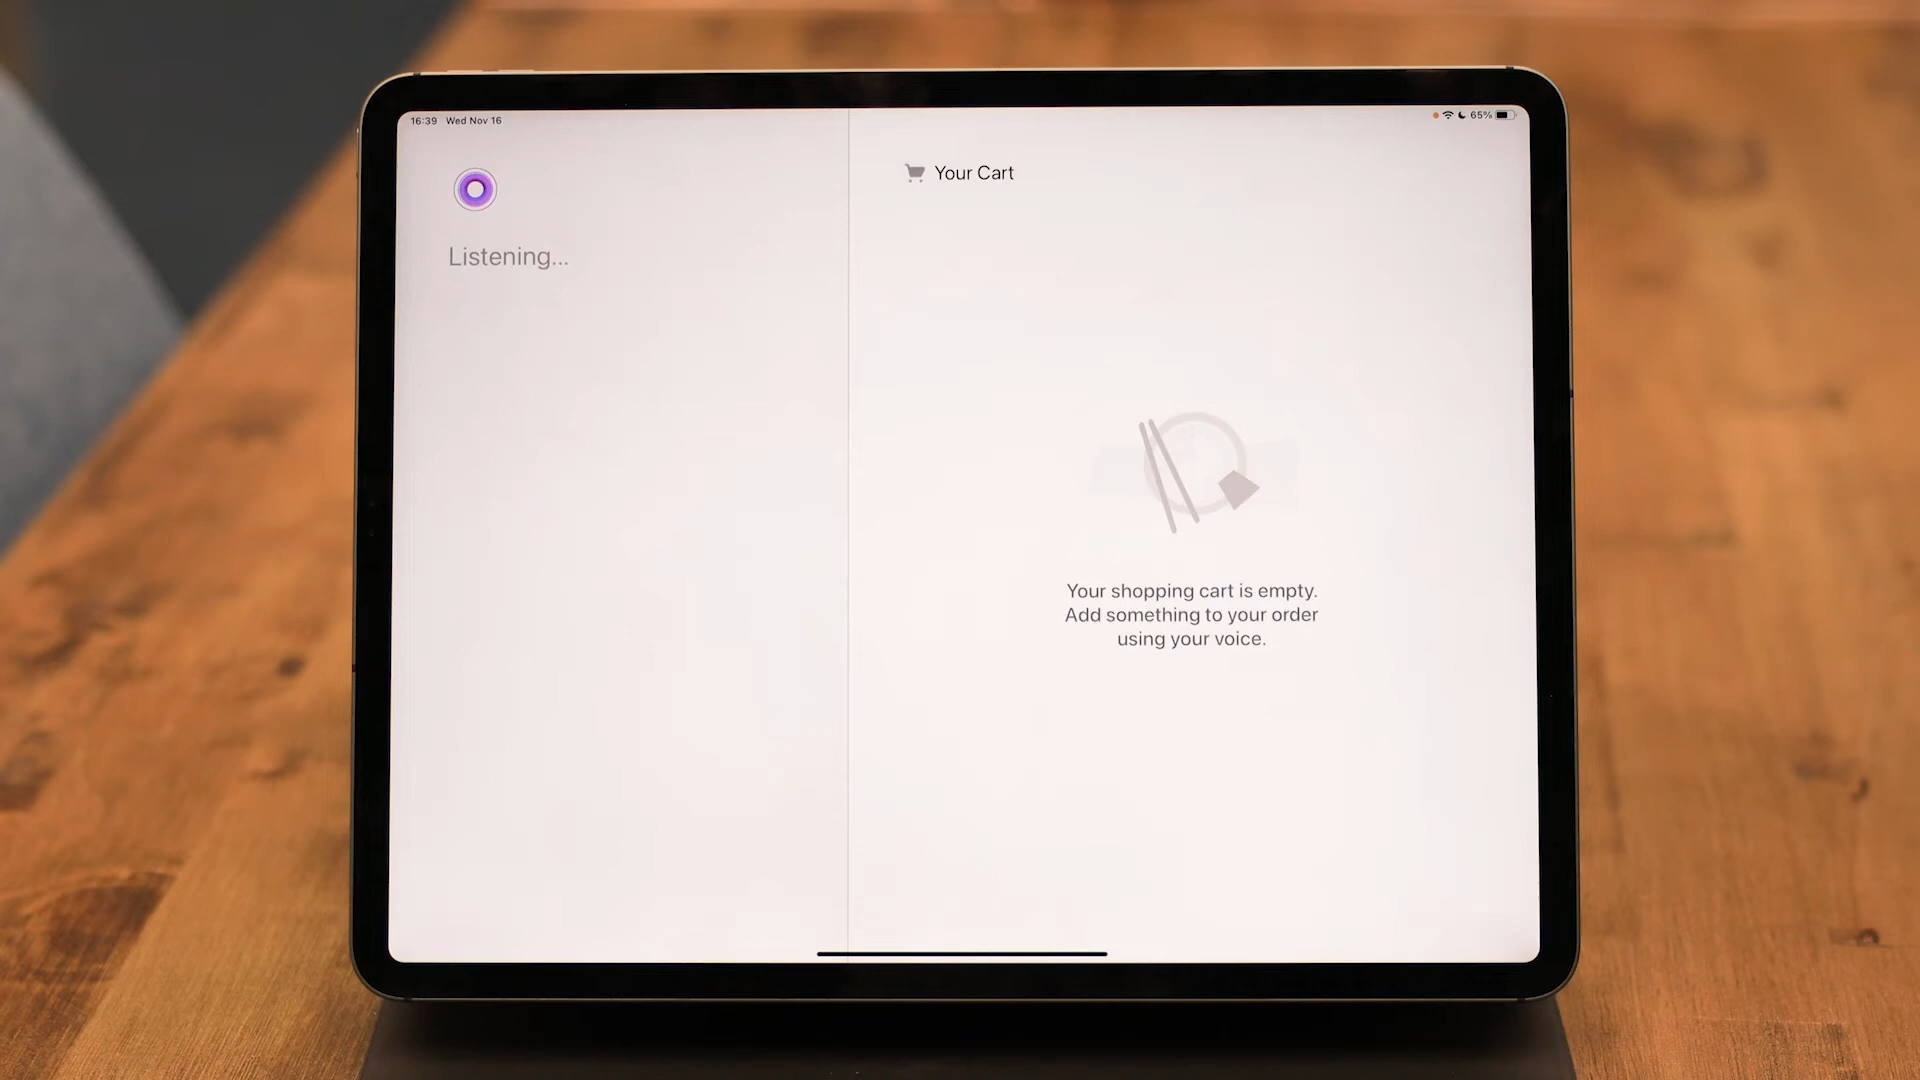 16:39 Wed Nov 16
65%
Listening...
Your Cart
Your shopping cart is empty.
Add something to your order
using your voice.